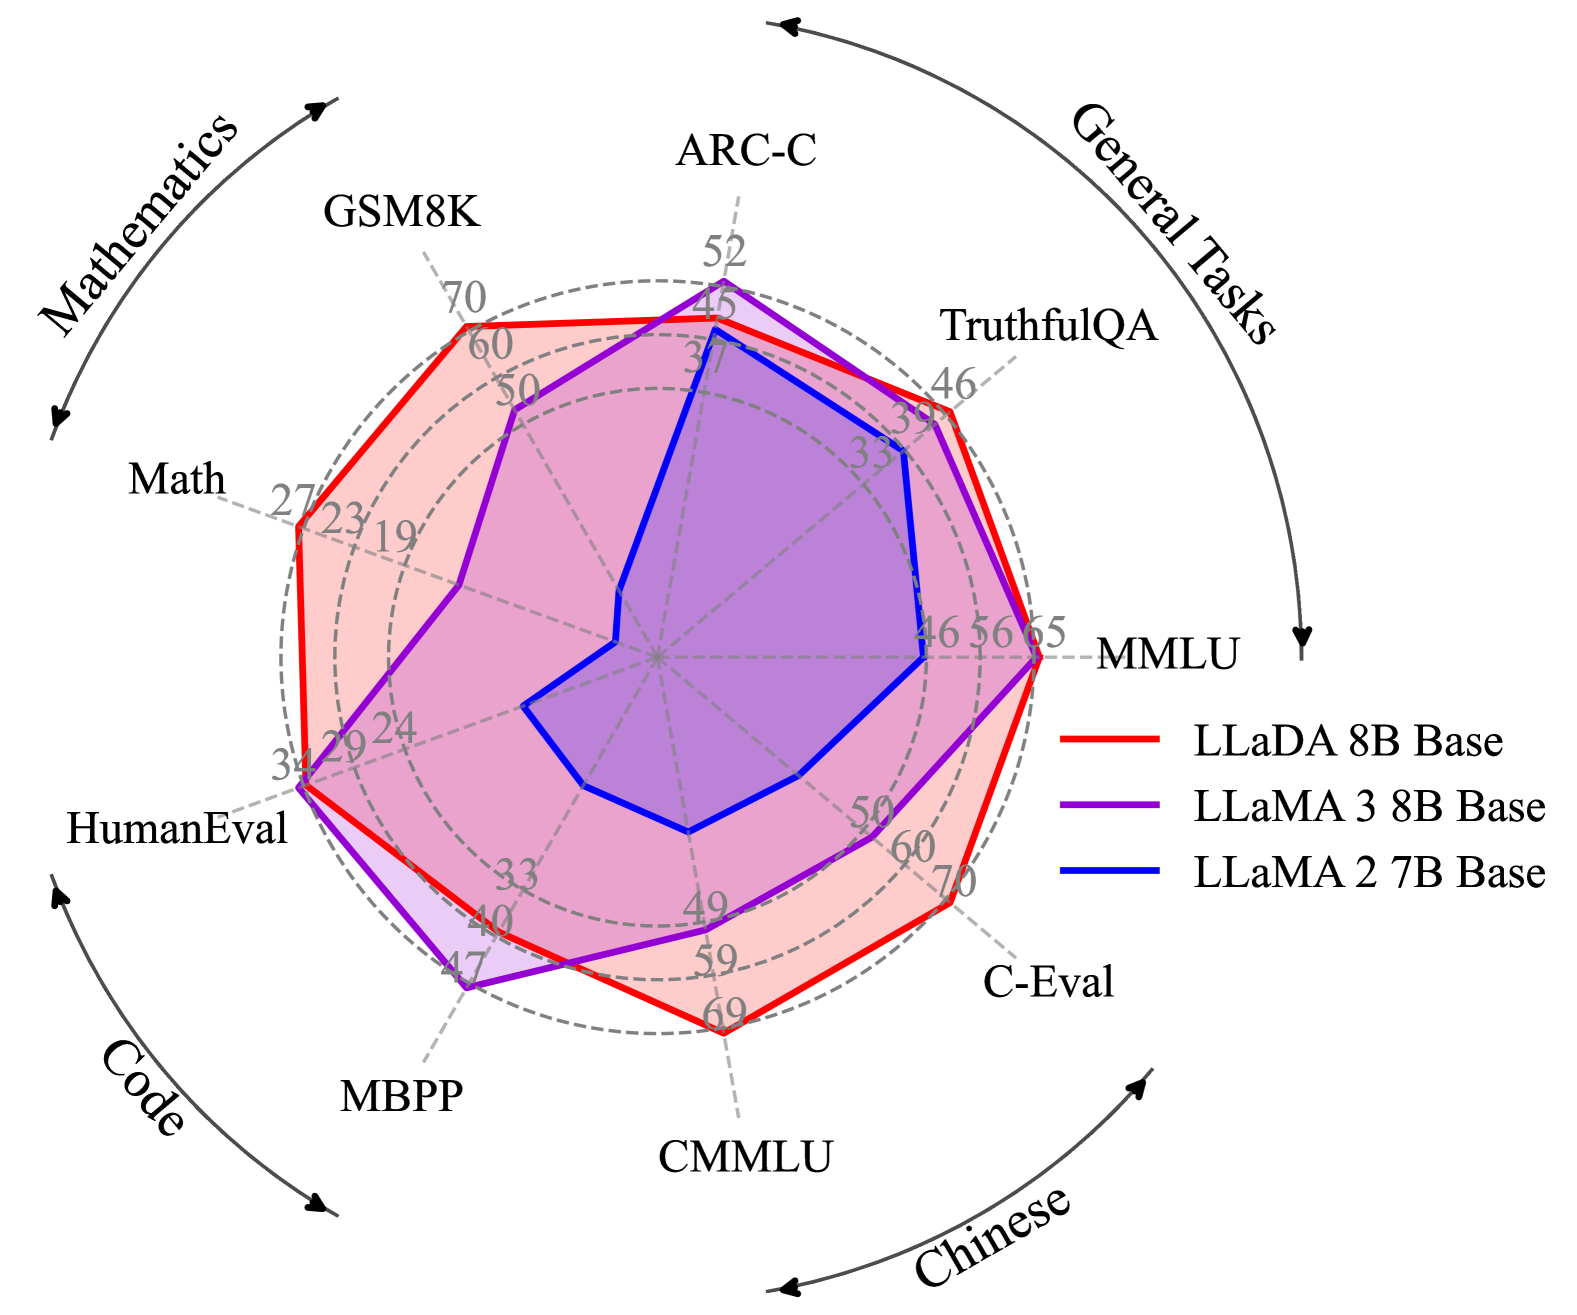 General Tasks
Mathematics
ARC-C
GSM8K
TruthfulQA
Math
MMLU
HumanEval
C-Eval
MBPP
CMMLU
Code
Chinese
52
45
37
70
60
50
46
39
33
27
23
19
46 56 65
34
29
24
33
40
47
49
59
69
50
60
70
LLaDA 8B Base
LLaMA 3 8B Base
LLaMA 2 7B Base